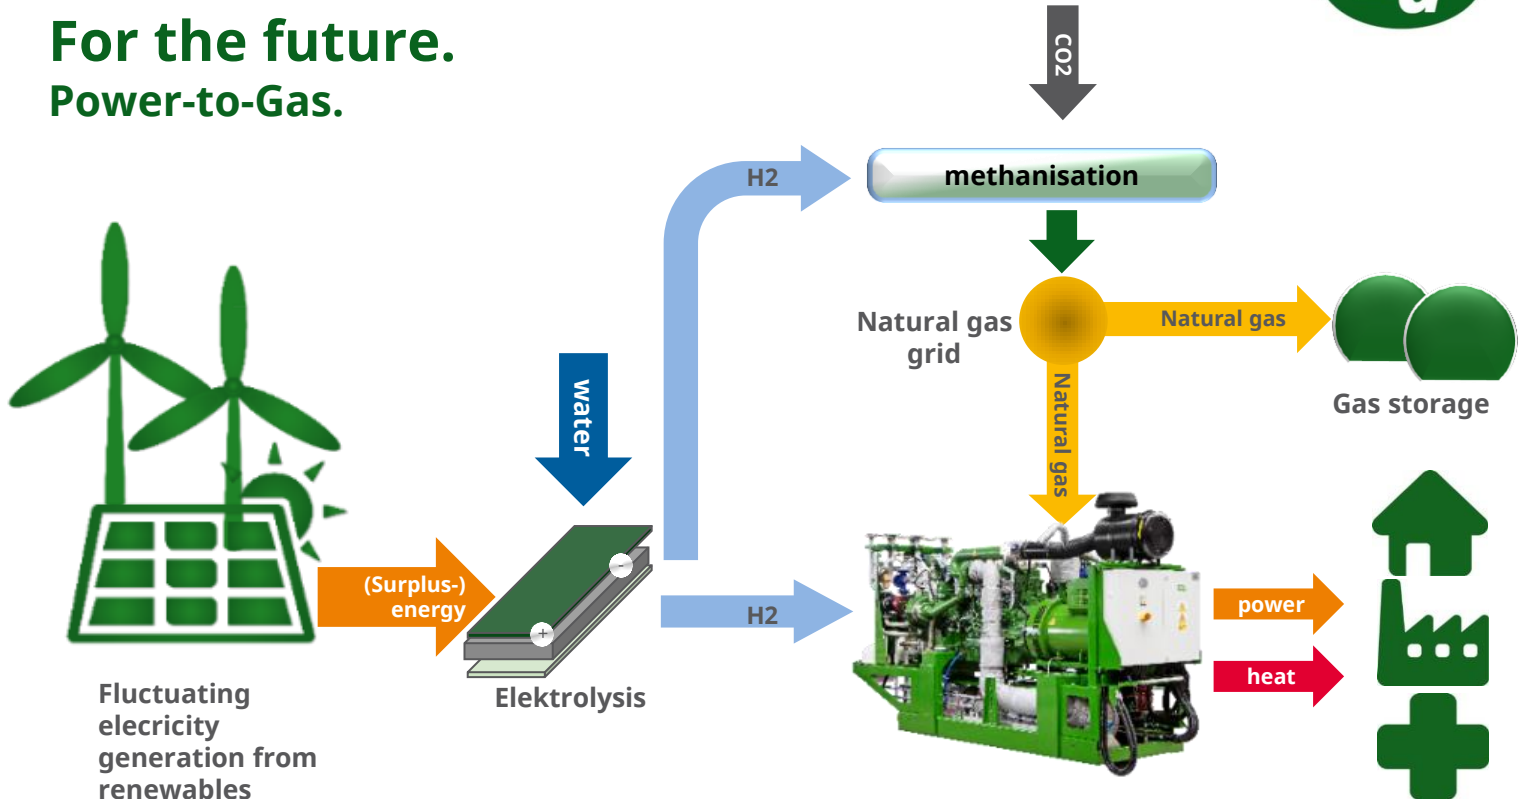 For the future.
Power-to-Gas.
CO2
H2
methanisation
Natural gas
grid
Natural gas
Natural gas
Gas storage
water
(Surplus-)
energy
+
-
H2
power
heat
Elektrolysis
Fluctuating
elecricity
generation from
renewables